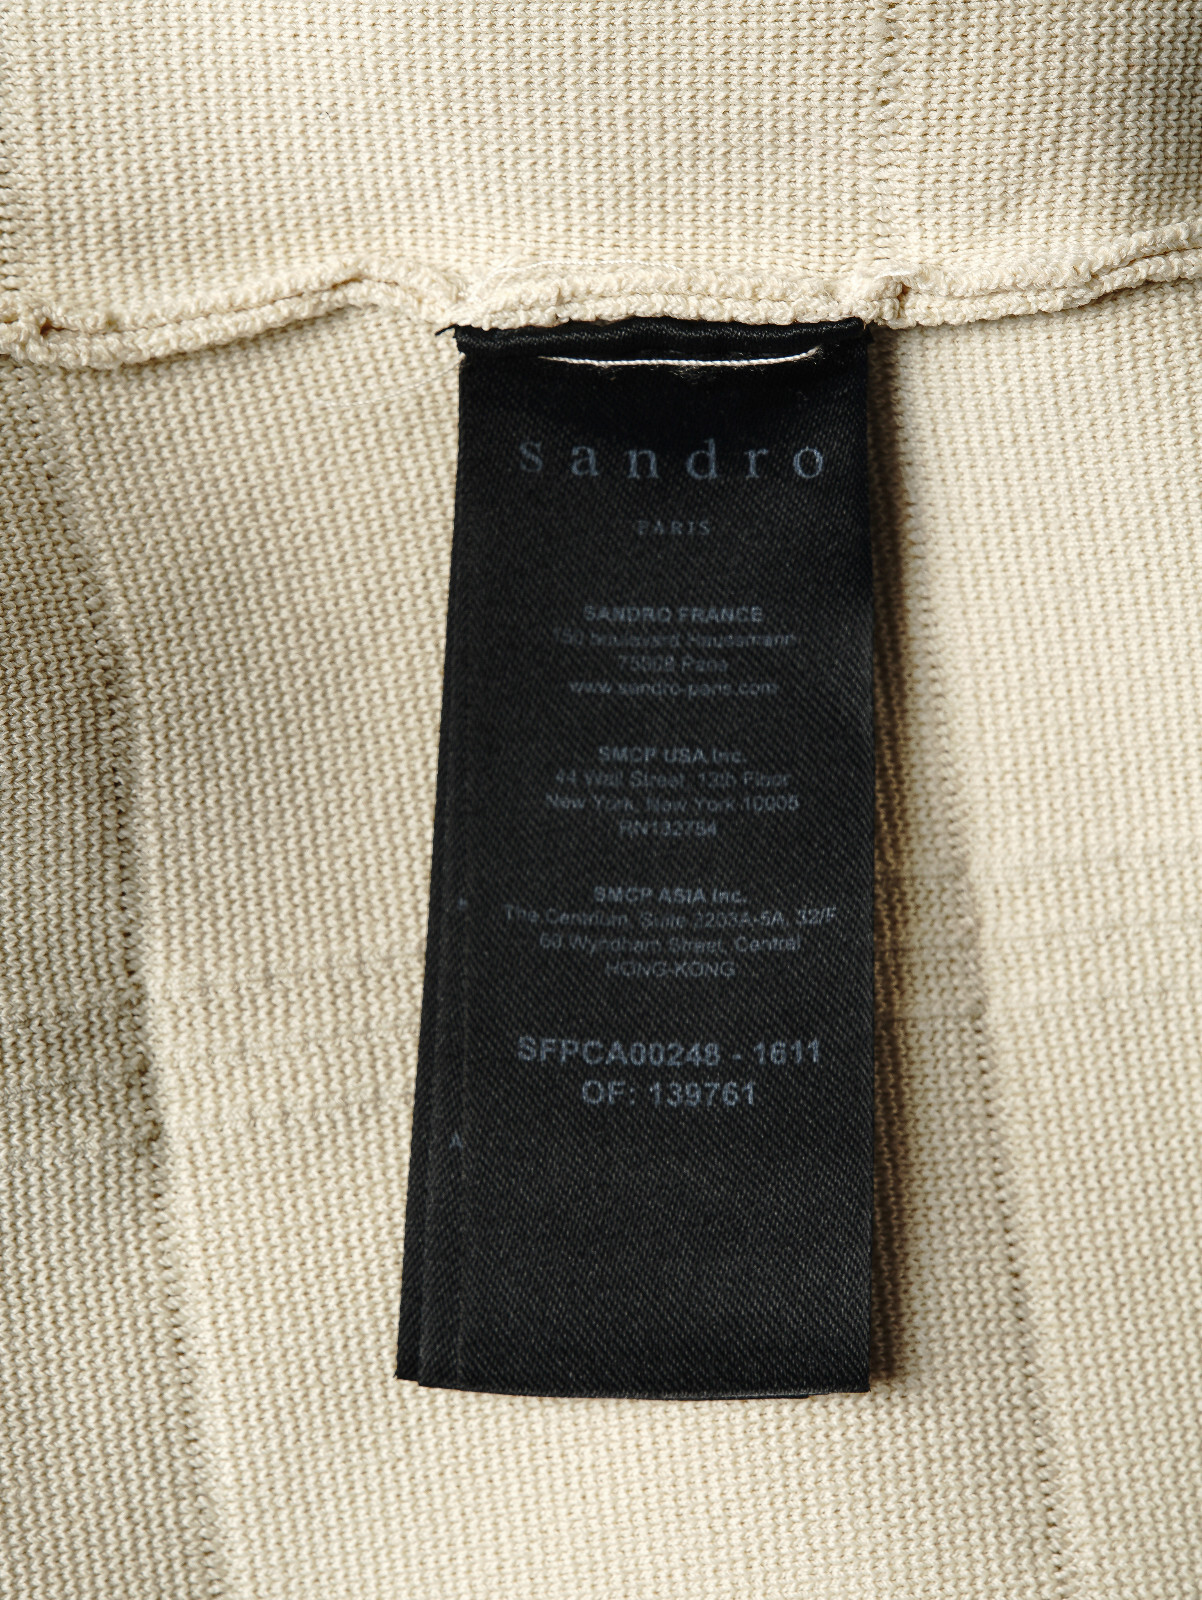 sandro
PARIS
SANDRO FRANCE
150 boulevard Haussmann
75008 Paris
www.sandro-paris.com
SMCP USA Inc.
44 Wall Street, 13th Floor
New York, New York 10005
RN132754
SMCP ASIA Inc.
The Centrium, Suite 3203A-5A, 32/F
60 Wyndham Street, Central
HONG-KONG
SFPCA00248 - 1611
OF: 139761
A